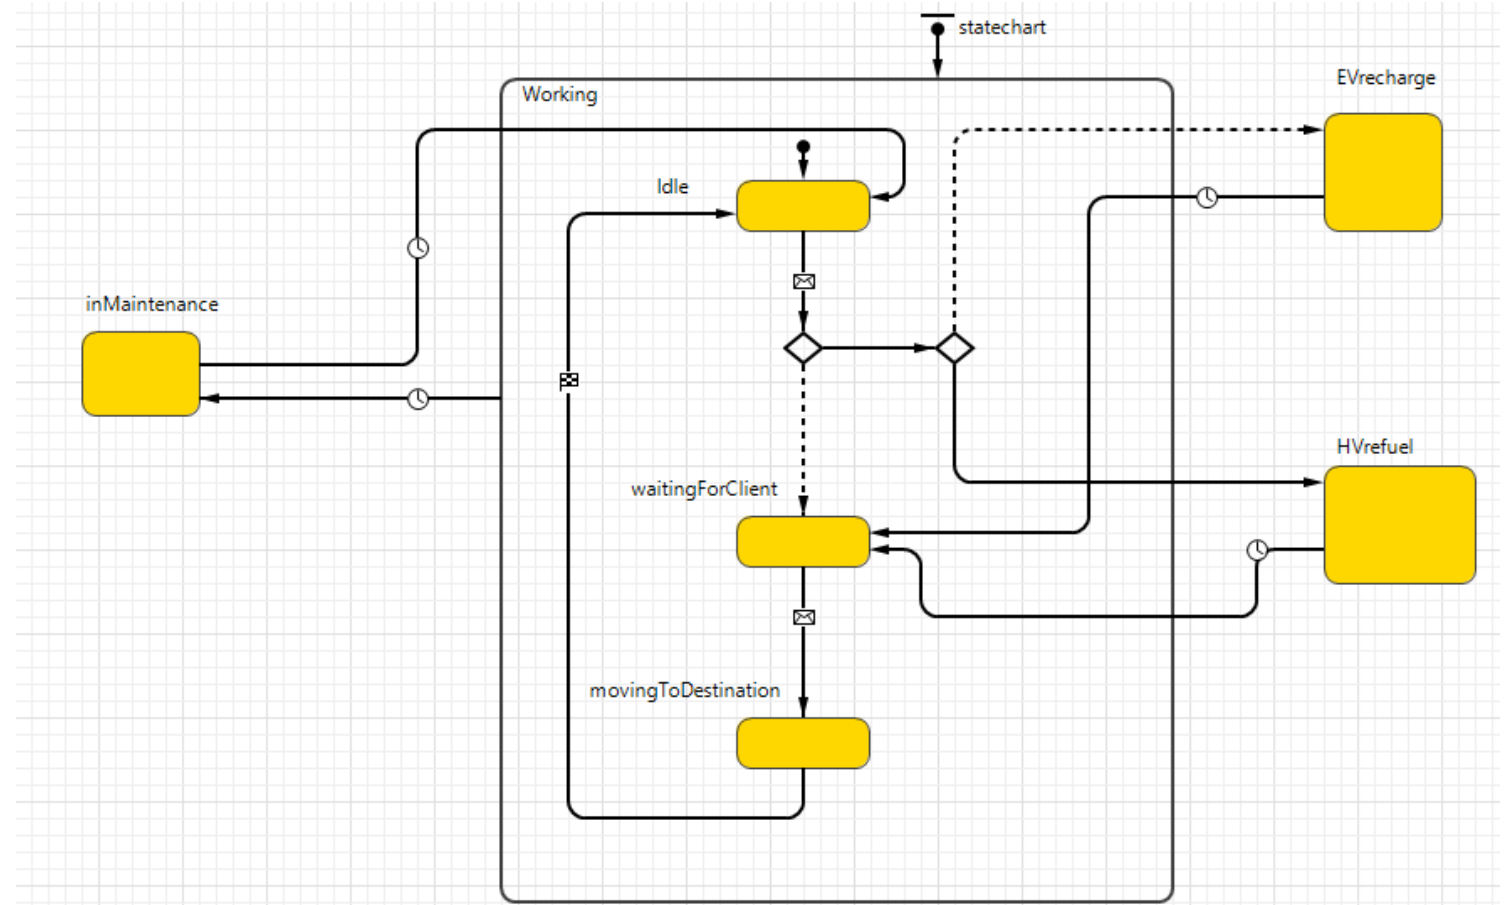 statechart
EVrecharge
Working
Idle
inMaintenance
HVrefuel
waitingForClient
movingToDestination